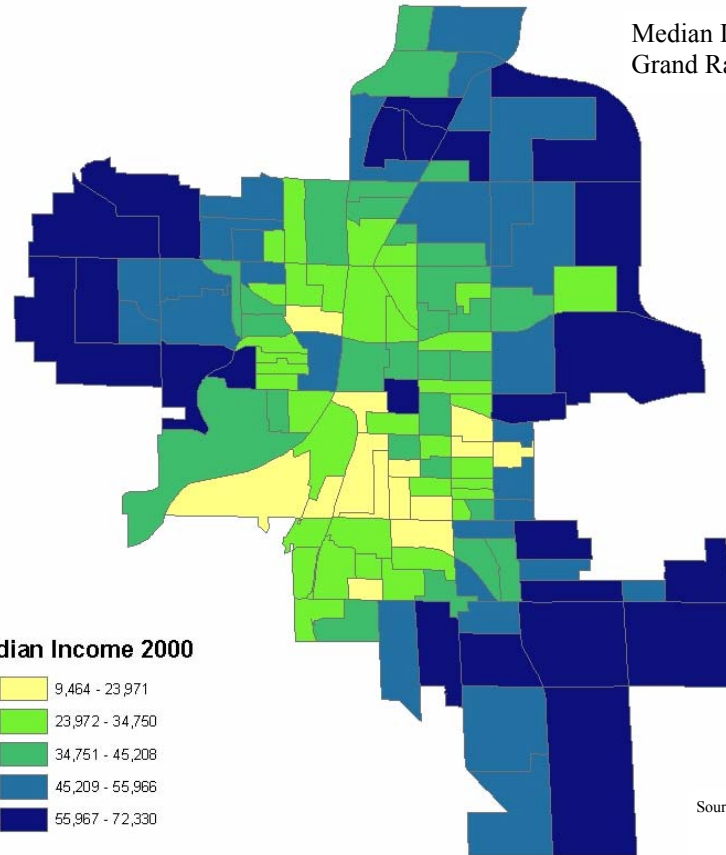 Median I
Grand Ra
dian Income 2000
9,464 - 23,971
23,972 - 34,750
34,751 - 45,208
45,209 - 55,966
55,967 - 72,330
Sour